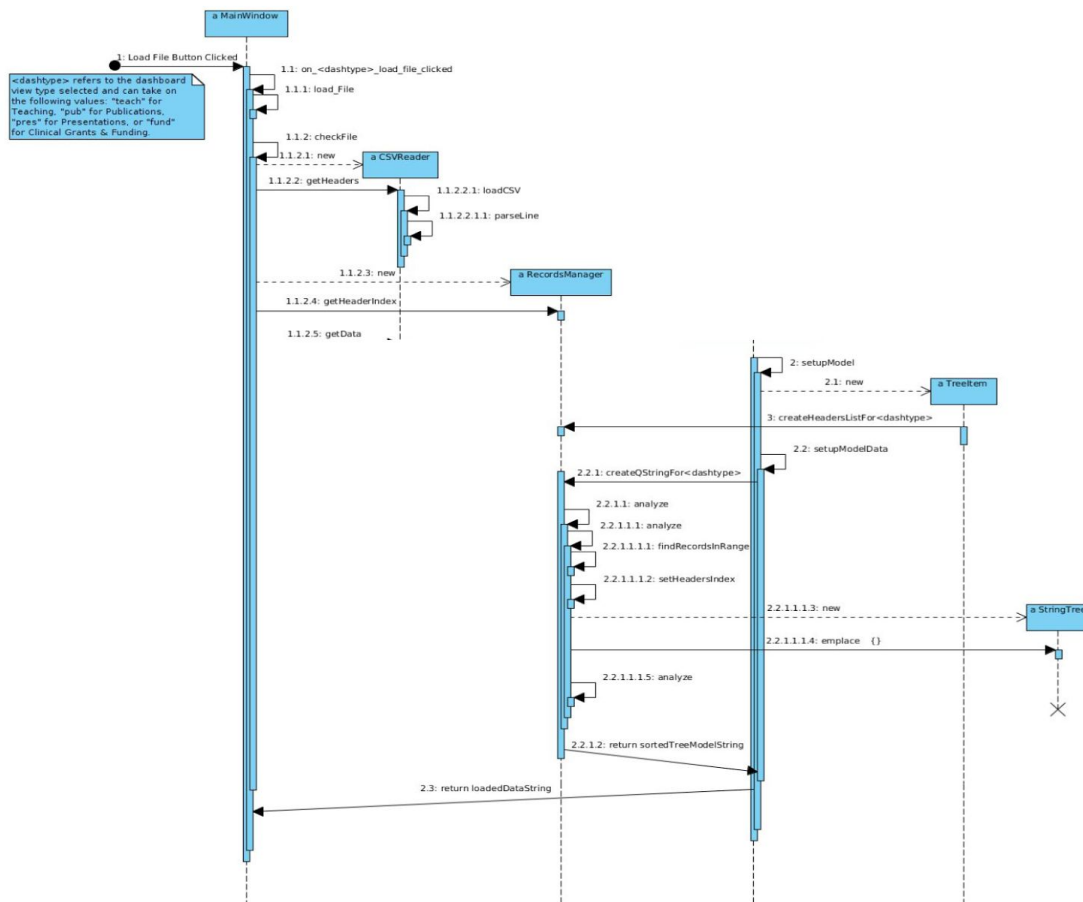 a MainWindow
1: Load File Button Clicked
<dashtype> refers to the dashboard
view type selected and can take on
the following values: "teach" for
Teaching, "pub" for Publications,
"pres" for Presentations, or "fund"
for Clinical Grants & Funding.
1.1: on_<dashtype>_load_file_clicked
1.1.1: load_File
1.1.2: checkFile
1.1.2.1: new
a CSVReader
1.1.2.2: getHeaders
1.1.2.2.1: loadCSV
1.1.2.2.1.1: parseLine
1.1.2.3: new
a RecordsManager
1.1.2.4: getHeaderIndex
1.1.2.5: getData
2: setupModel
2.1: new
a TreeItem
3: createHeadersListFor<dashtype>
2.2: setupModelData
2.2.1: createQStringFor<dashtype>
2.2.1.1: analyze
2.2.1.1.1: analyze
2.2.1.1.1.1: findRecordsInRange
2.2.1.1.1.2: setHeadersIndex
2.2.1.1.1.3: new
a StringTree
2.2.1.1.1.4: emplace {}
2.2.1.1.1.5: analyze
2.2.1.2: return sortedTreeModelString
2.3: return loadedDataString